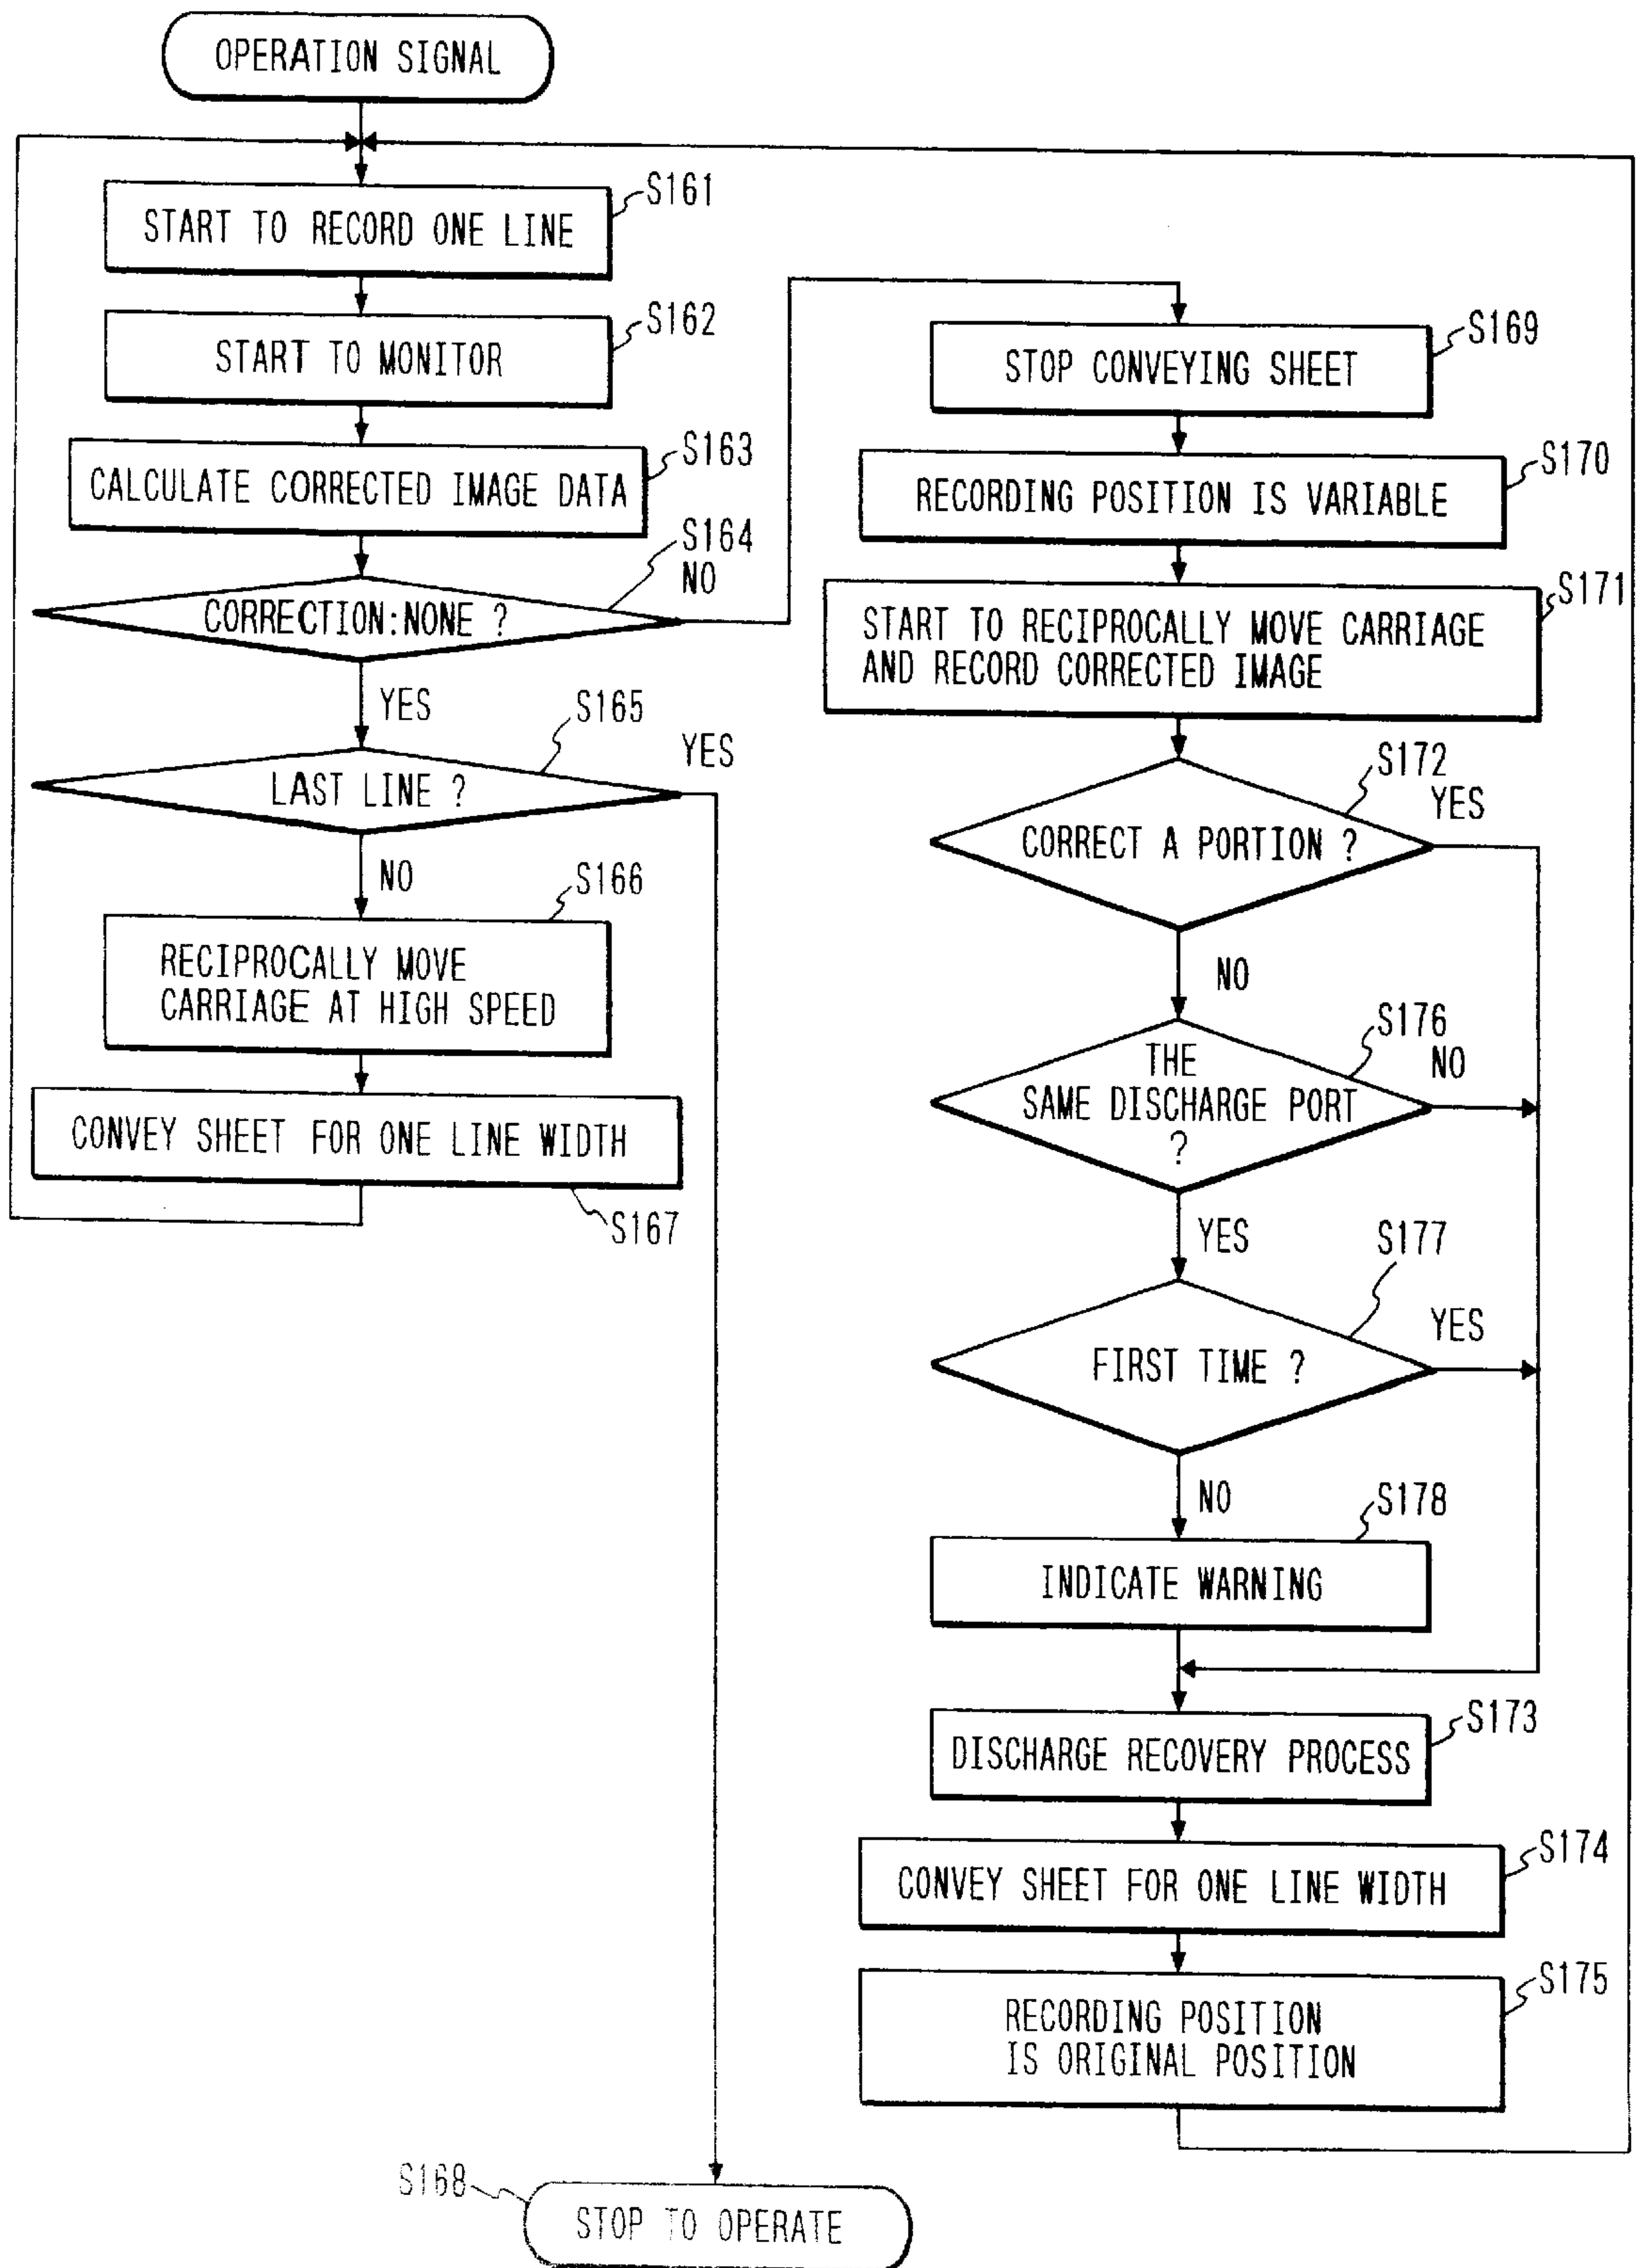 OPERATION SIGNAL
S161
START TO RECORD ONE LINE
S162
START TO MONITOR
S163
CALCULATE CORRECTED IMAGE DATA
S164
NO
CORRECTION:NONE ?
YES
S165
YES
LAST LINE ?
NO
S166
RECIPROCALLY MOVE
CARRIAGE AT HIGH SPEED
CONVEY SHEET FOR ONE LINE WIDTH
S167
S168
STOP TO OPERATE
S169
STOP CONVEYING SHEET
S170
RECORDING POSITION IS VARIABLE
S171
START TO RECIPROCALLY MOVE CARRIAGE
AND RECORD CORRECTED IMAGE
S172
YES
CORRECT A PORTION ?
NO
S176
NO
THE
SAME DISCHARGE PORT
?
YES
S177
YES
FIRST TIME ?
NO
S178
INDICATE WARNING
S173
DISCHARGE RECOVERY PROCESS
S174
CONVEY SHEET FOR ONE LINE WIDTH
S175
RECORDING POSITION
IS ORIGINAL POSITION